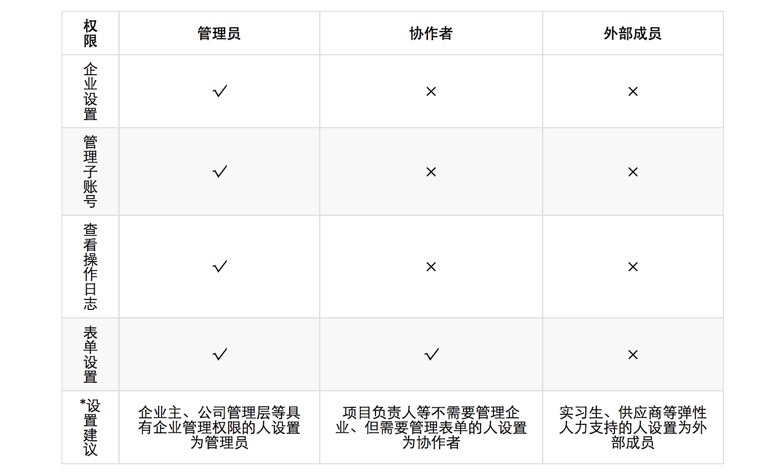 权限 管理员 协作者 外部成员
企业设置 √ × ×
管理子账号 √ × ×
查看操作日志 √ × ×
表单设置 √ √ ×
*设置建议
企业主、公司管理层等具
有企业管理权限的人设置
为管理员
项目负责人等不需要管理企
业、但需要管理表单的人设置
为协作者
实习生、供应商等弹性
人力支持的人设置为外
部成员